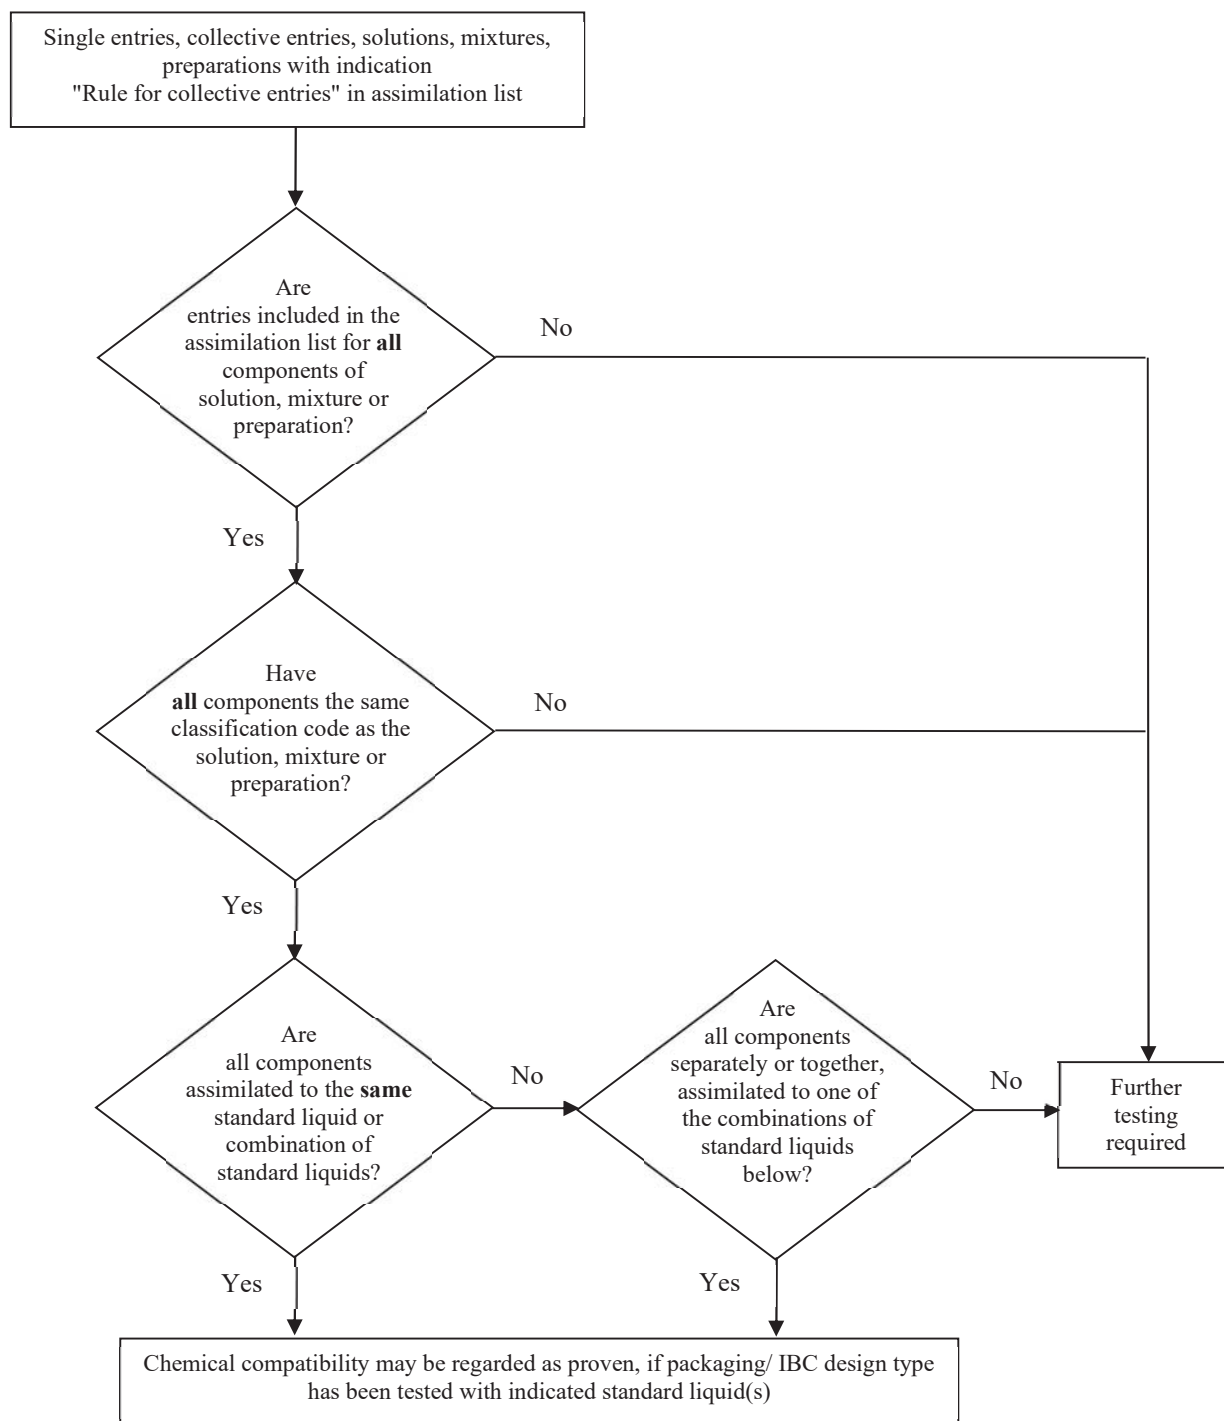 Single entries, collective entries, solutions, mixtures,
preparations with indication
"Rule for collective entries" in assimilation list
Are
entries included in the
assimilation list for all
components of
solution, mixture or
preparation?
No
Yes
Have
all components the same
classification code as the
solution, mixture or
preparation?
No
Yes
Are
all components
assimilated to the same
standard liquid or
combination of
standard liquids?
No
Are
all components
separately or together,
assimilated to one of
the combinations of
standard liquids
below?
No
Further
testing
required
Yes
Yes
Chemical compatibility may be regarded as proven, if packaging/ IBC design type
has been tested with indicated standard liquid(s)